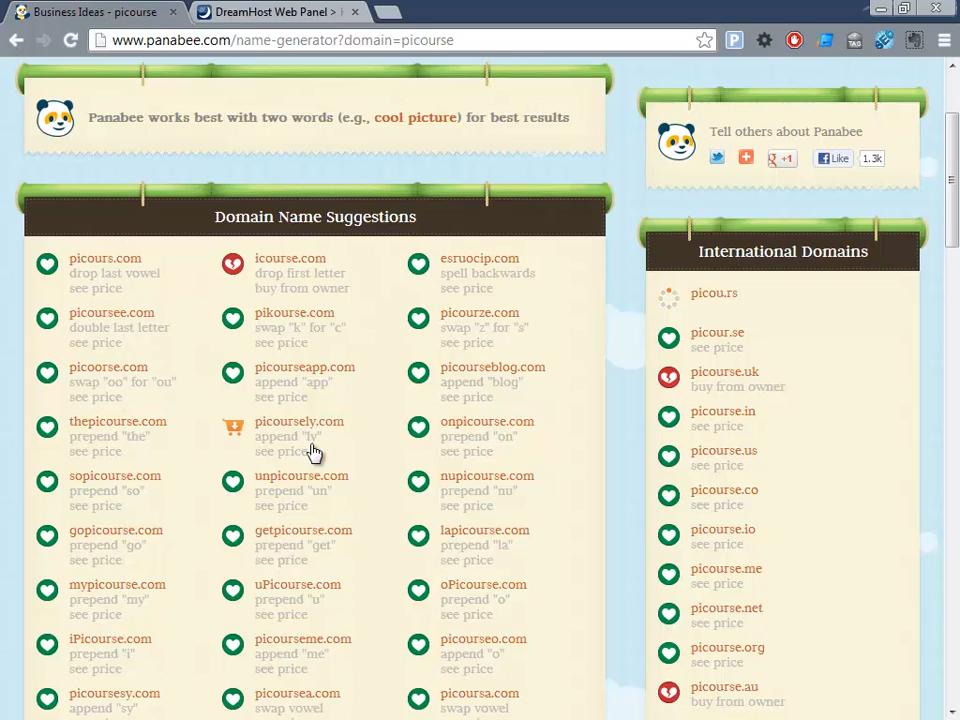 Business Ideas - picourse
DreamHost Web Panel >
www.panabee.com/name-generator?domain=picourse
Panabee works best with two words (e.g., cool picture) for best results
Tell others about Panabee
+1
Like
1.3k
Domain Name Suggestions
picours.com
drop last vowel
see price
icourse.com
drop first letter
buy from owner
esruocip.com
spell backwards
see price
picoursee.com
double last letter
see price
pikourse.com
swap "k" for "c"
see price
picourze.com
swap "z" for "s"
see price
picoorse.com
swap "oo" for "ou"
see price
picourseapp.com
append "app"
see price
picourseblog.com
append "blog"
see price
thepicourse.com
prepend "the"
see price
picoursely.com
append "ly"
see price
onpicourse.com
prepend "on"
see price
sopicourse.com
prepend "so"
see price
unpicourse.com
prepend "un"
see price
nupicourse.com
prepend "nu"
see price
gopicourse.com
prepend "go"
see price
getpicourse.com
prepend "get"
see price
lapicourse.com
prepend "la"
see price
mypicourse.com
prepend "my"
see price
uPicourse.com
prepend "u"
see price
oPicourse.com
prepend "o"
see price
iPicourse.com
prepend "i"
see price
picourseme.com
append "me"
see price
picourseo.com
append "o"
see price
picoursesy.com
append "sy"
picoursea.com
swap vowel
picoursa.com
swap vowel
International Domains
picou.rs
picour.se
see price
picourse.uk
buy from owner
picourse.in
see price
picourse.us
see price
picourse.co
see price
picourse.io
see price
picourse.me
see price
picourse.net
see price
picourse.org
see price
picourse.au
buy from owner